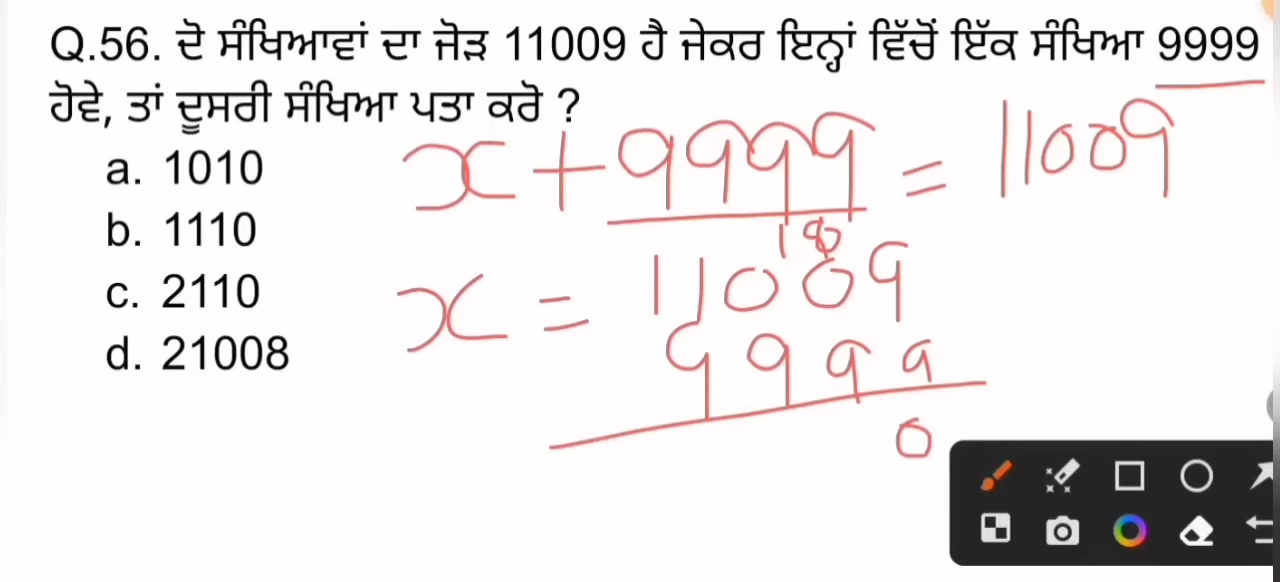 Q.56. ਦੋ ਸੰਖਿਆਵਾਂ ਦਾ ਜੋੜ 11009 ਹੈ ਜੇਕਰ ਇਨ੍ਹਾਂ ਵਿੱਚੋਂ ਇੱਕ ਸੰਖਿਆ 9999
ਹੋਵੇ, ਤਾਂ ਦੂਸਰੀ ਸੰਖਿਆ ਪਤਾ ਕਰੋ ?
a. 1010
b. 1110
c. 2110
d. 21008
x + 9999 = 11009
x = 11009
9999
0